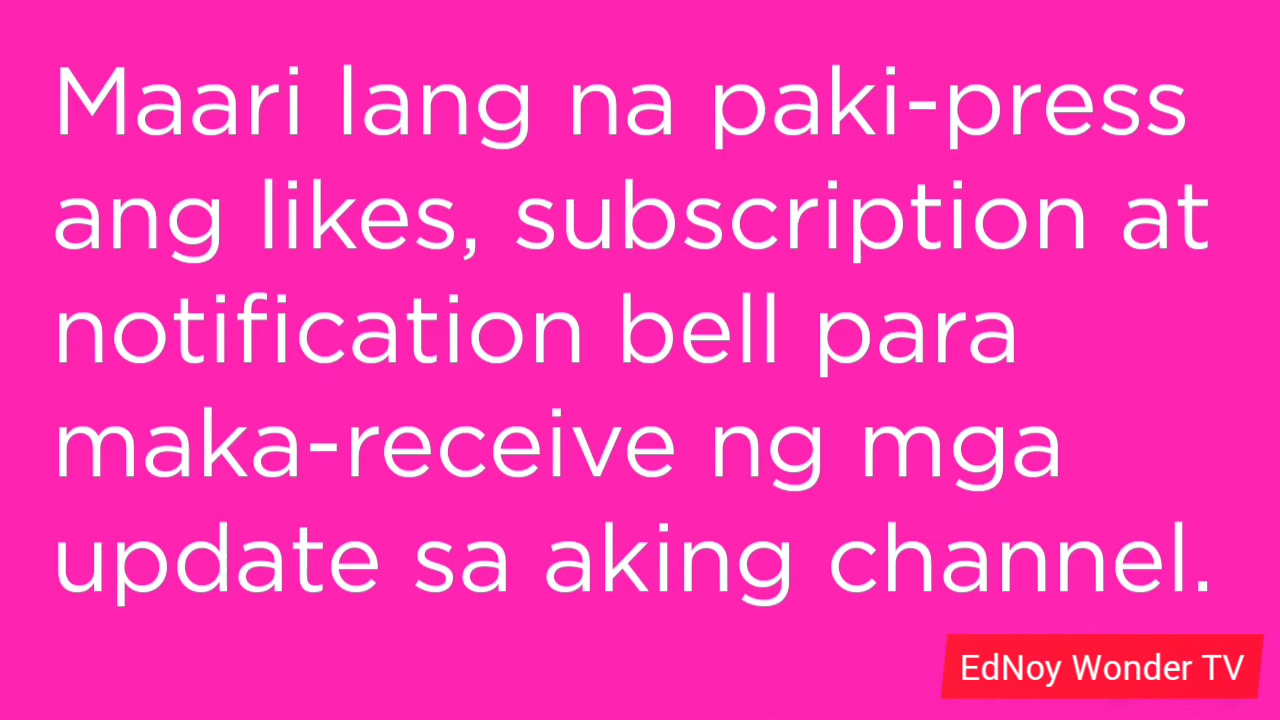 Maari lang na paki-press
ang likes, subscription at
notification bell para
maka-receive ng mga
update sa aking channel.
EdNoy Wonder TV